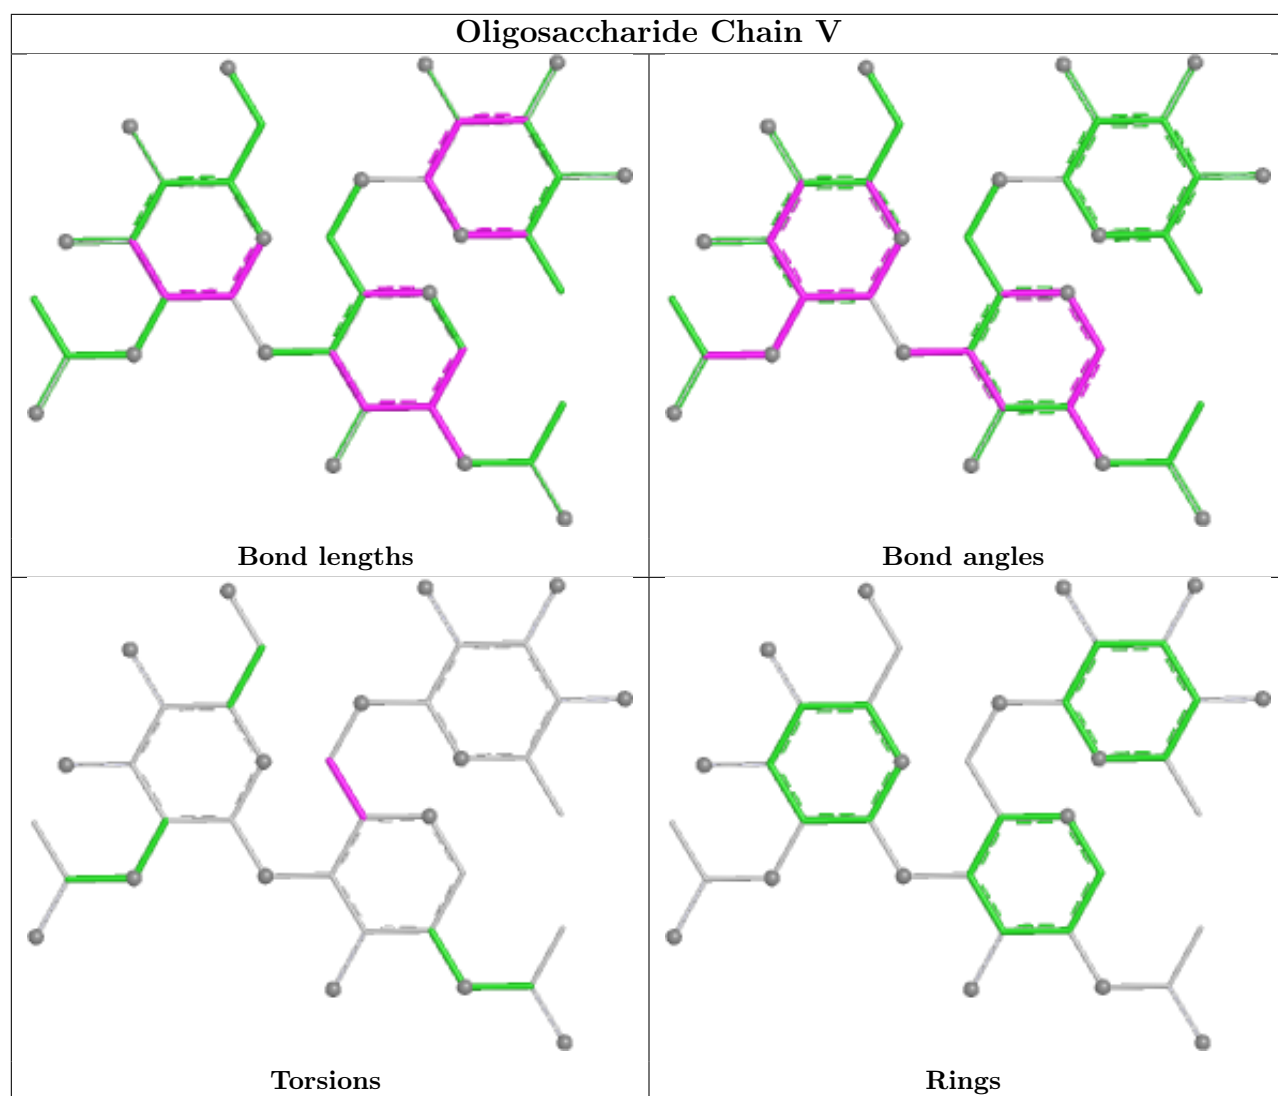 Oligosaccharide Chain V
Bond lengths
Bond angles
Torsions
Rings